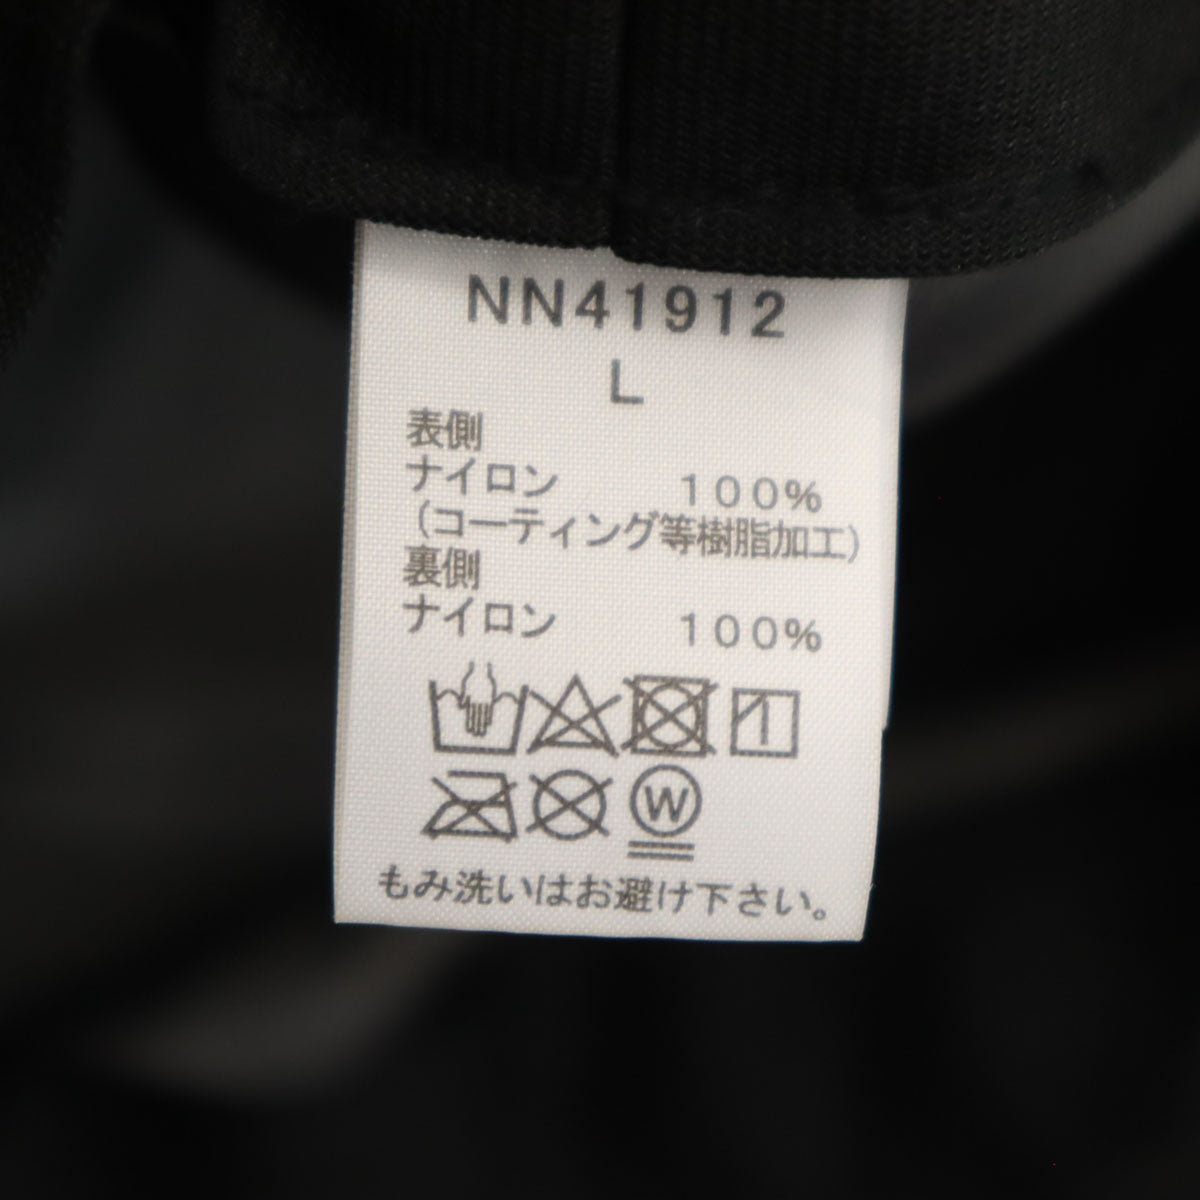 NN41912
L
表側
ナイロン 100%
(コーティング等樹脂加工)
裏側
ナイロン 100%
W
もみ洗いはお避け下さい。